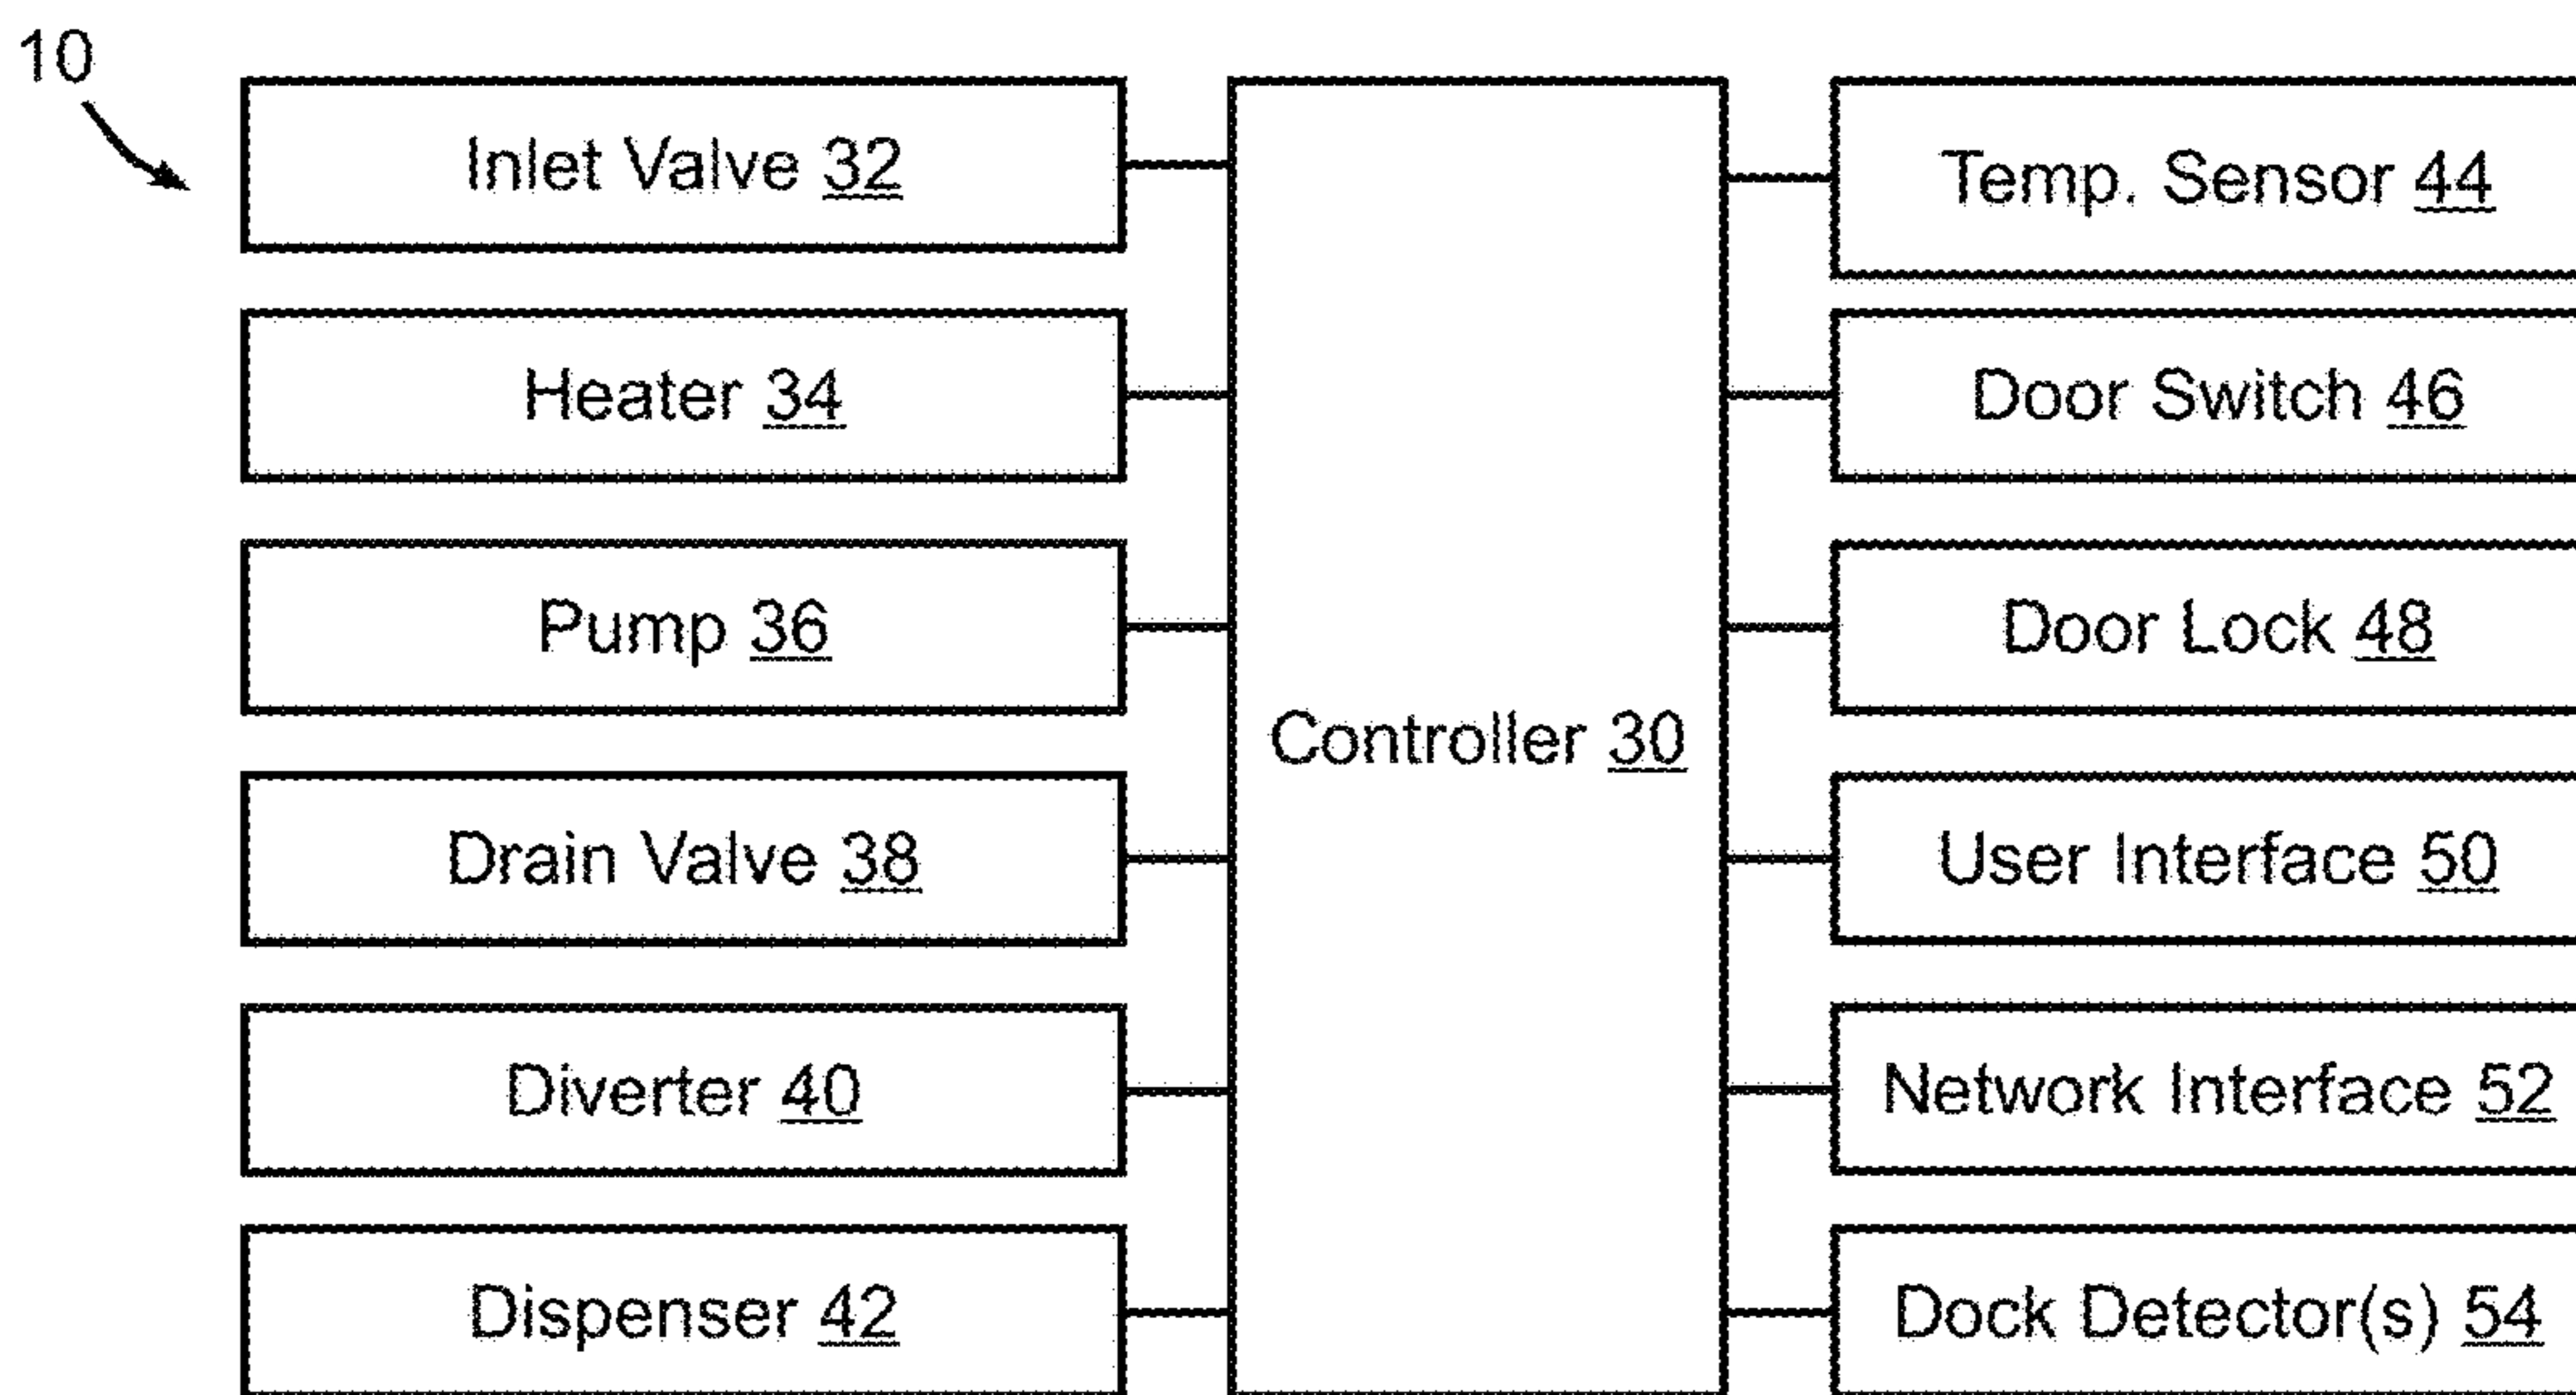 10
Inlet Valve 32
Heater 34
Pump 36
Drain Valve 38
Diverter 40
Dispenser 42
Controller 30
Temp. Sensor 44
Door Switch 46
Door Lock 48
User Interface 50
Network Interface 52
Dock Detector(s) 54